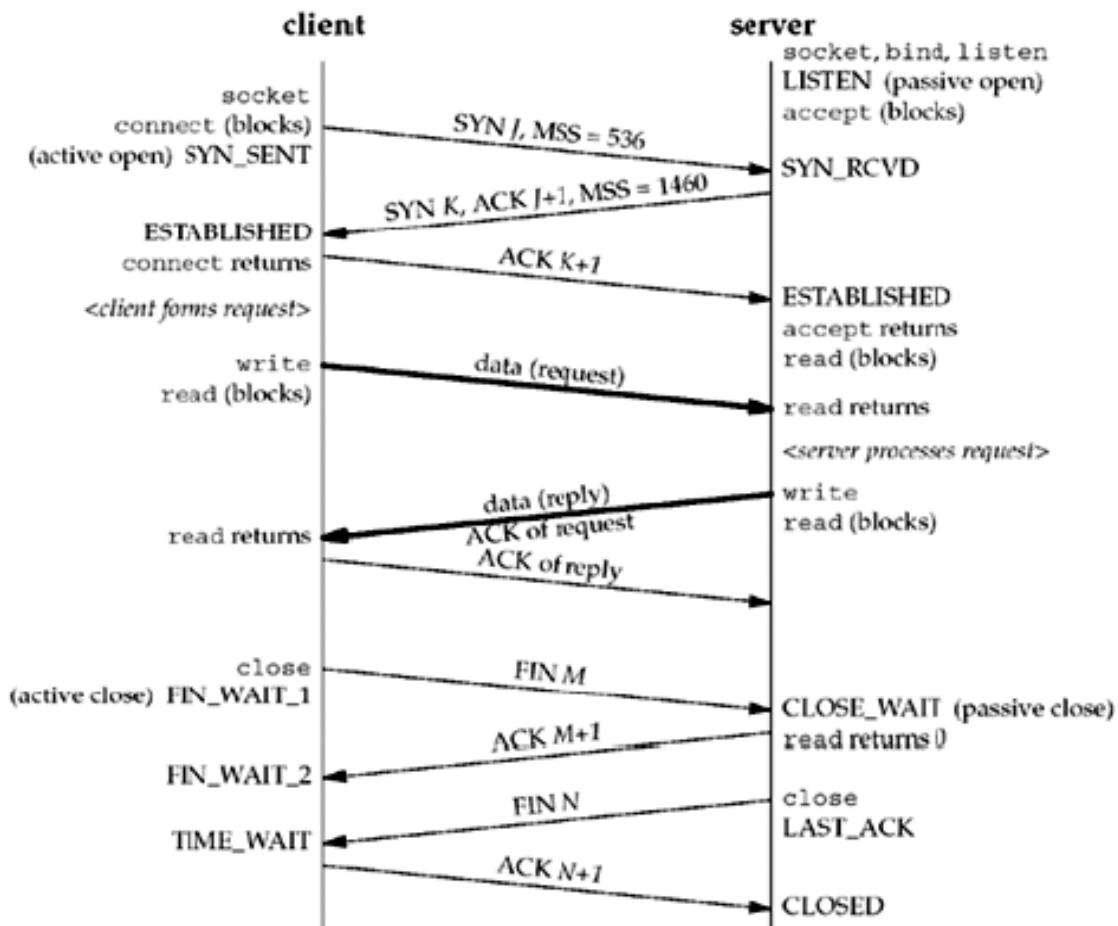 client
server
socket, bind, listen
LISTEN (passive open)
accept (blocks)
socket
connect (blocks)
(active open) SYN_SENT
SYN J, MSS = 536
SYN_RCVD
SYN K, ACK J+1, MSS = 1460
ESTABLISHED
connect returns
ACK K+1
<client forms request>
ESTABLISHED
accept returns
read (blocks)
write
read (blocks)
data (request)
read returns
<server processes request>
write
read (blocks)
data (reply)
ACK of request
read returns
ACK of reply
close
(active close) FIN_WAIT_1
FIN M
CLOSE_WAIT (passive close)
read returns 0
ACK M+1
FIN_WAIT_2
close
LAST_ACK
FIN N
TIME_WAIT
ACK N+1
CLOSED